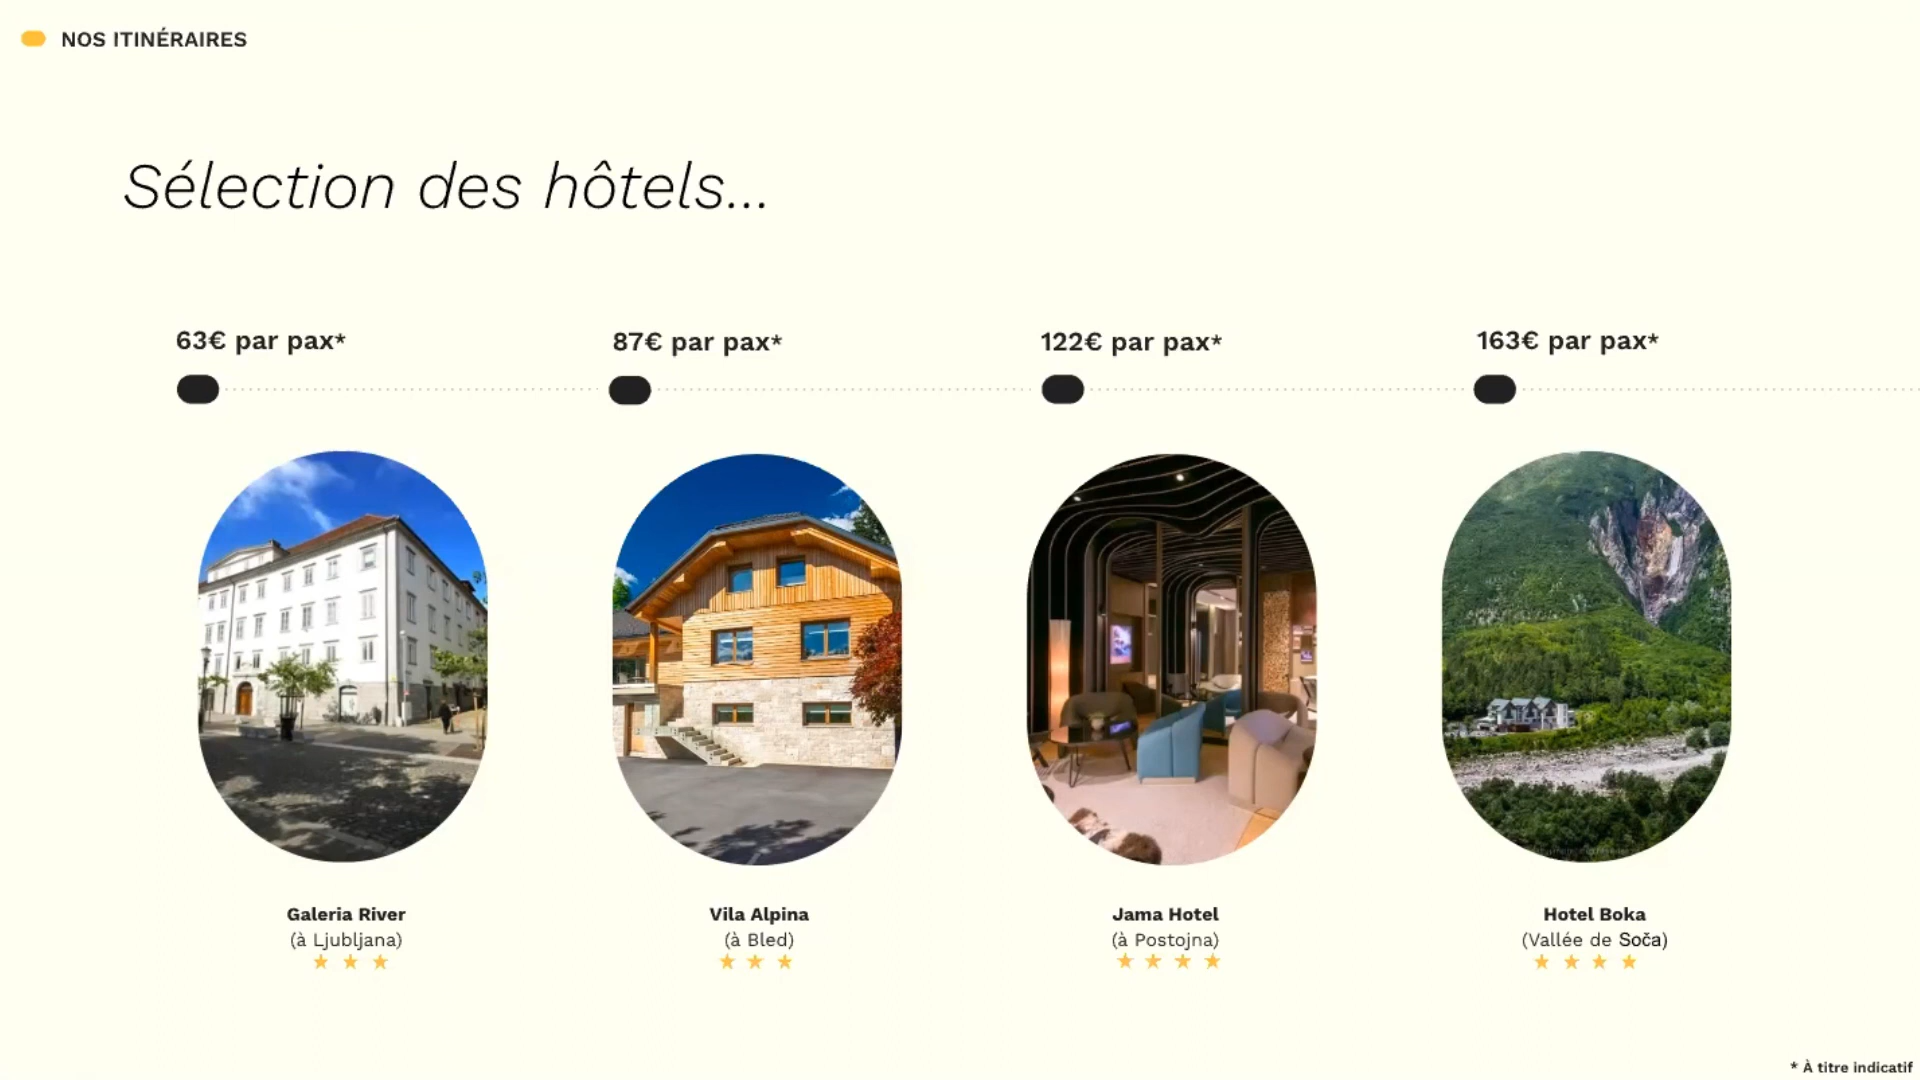 NOS ITINÉRAIRES
Sélection des hôtels...
63€ par pax*
87€ par pax*
122€ par pax*
163€ par pax*
Galeria River
(à Ljubljana)
Vila Alpina
(à Bled)
Jama Hotel
(à Postojna)
Hotel Boka
(Vallée de Soča)
* À titre indicatif